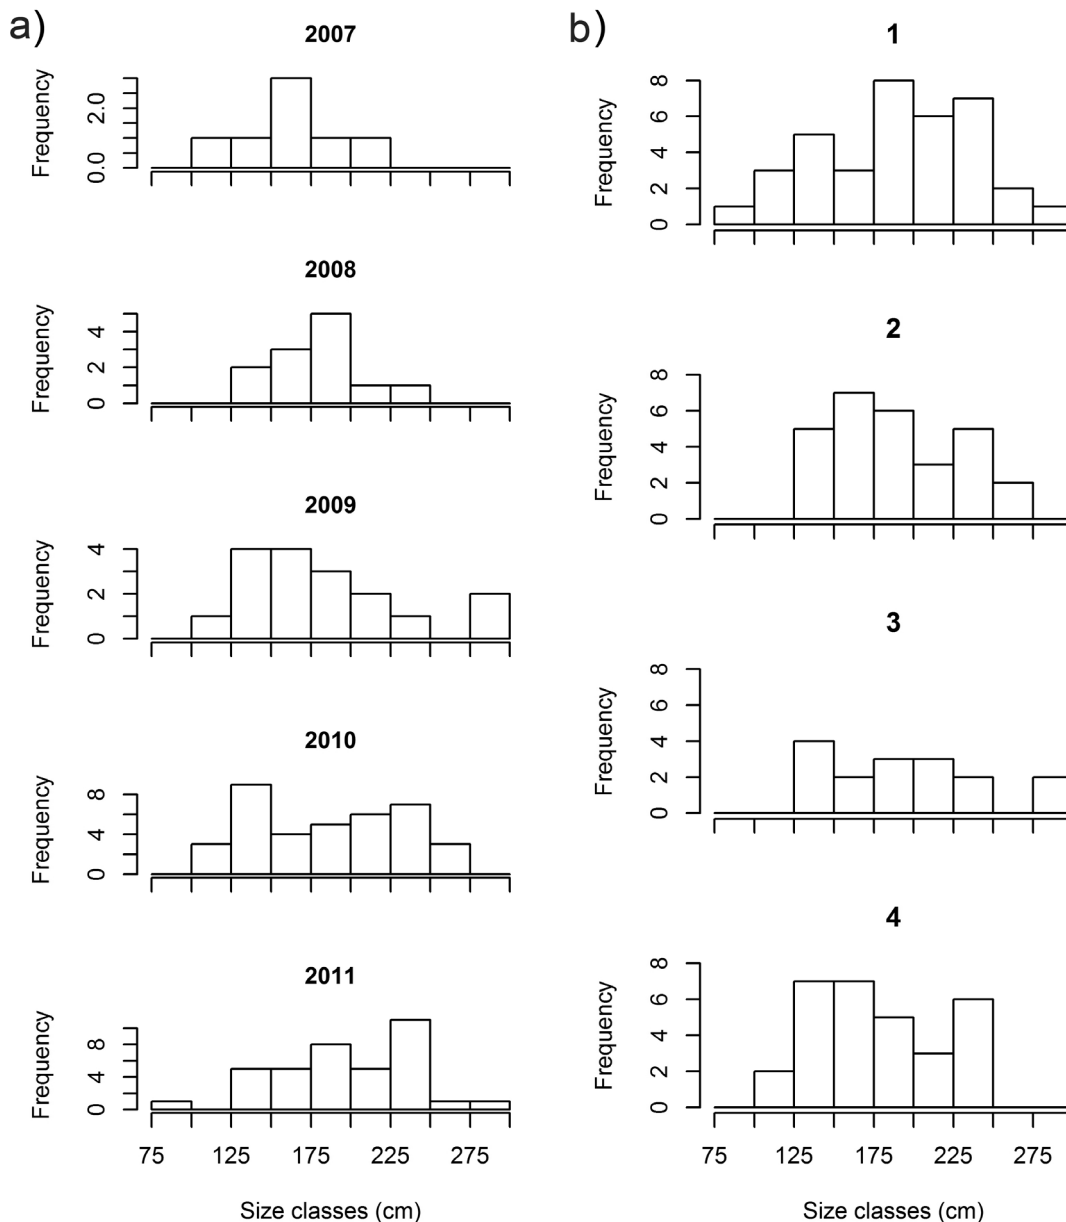 a)
2007
Frequency
0.0 2.0
2008
Frequency
0 2 4
2009
Frequency
0 2 4
2010
Frequency
0 4 8
2011
Frequency
0 4 8
75 125 175 225 275
Size classes (cm)
b)
1
Frequency
0 2 4 6 8
2
Frequency
0 2 4 6 8
3
Frequency
0 2 4 6 8
4
Frequency
0 2 4 6 8
75 125 175 225 275
Size classes (cm)